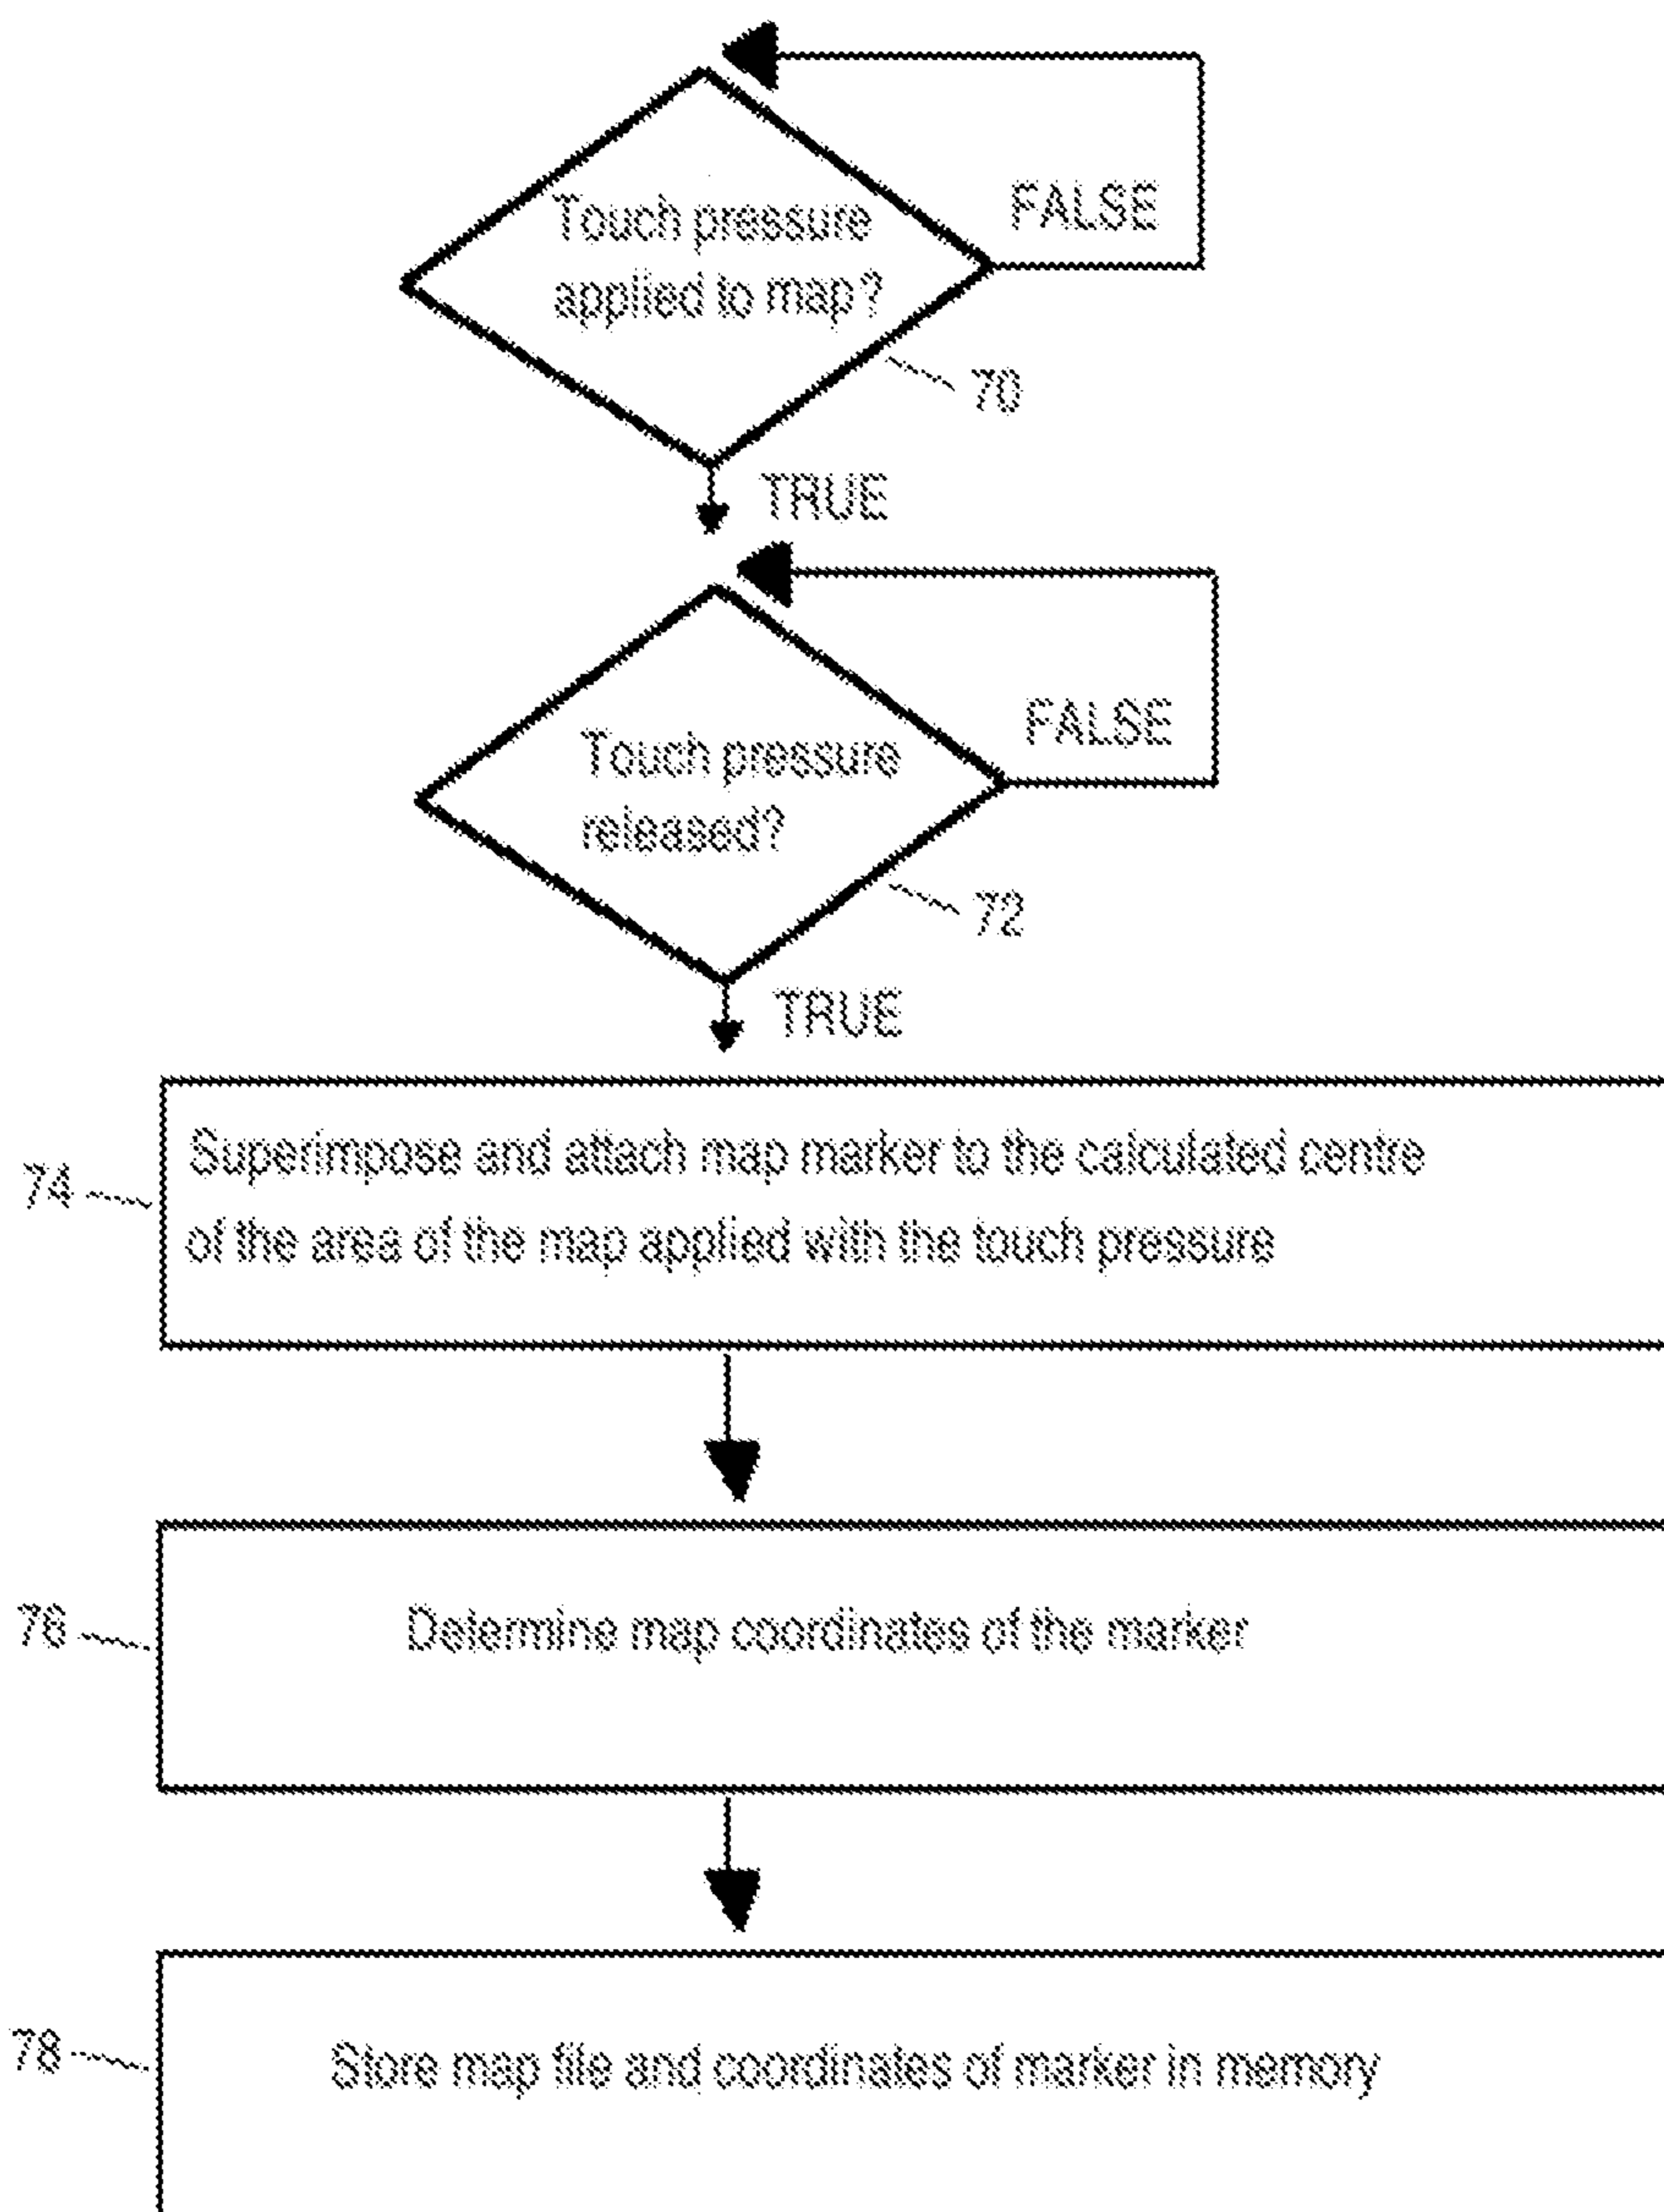 FALSE
Touch pressure
applied to map?
70
TRUE
FALSE
Touch pressure
released?
72
TRUE
74
Superimpose and attach map marker to the calculated centre
of the area of the map applied with the touch pressure
76
Determine map coordinates of the marker
78
Store map file and coordinates of marker in memory